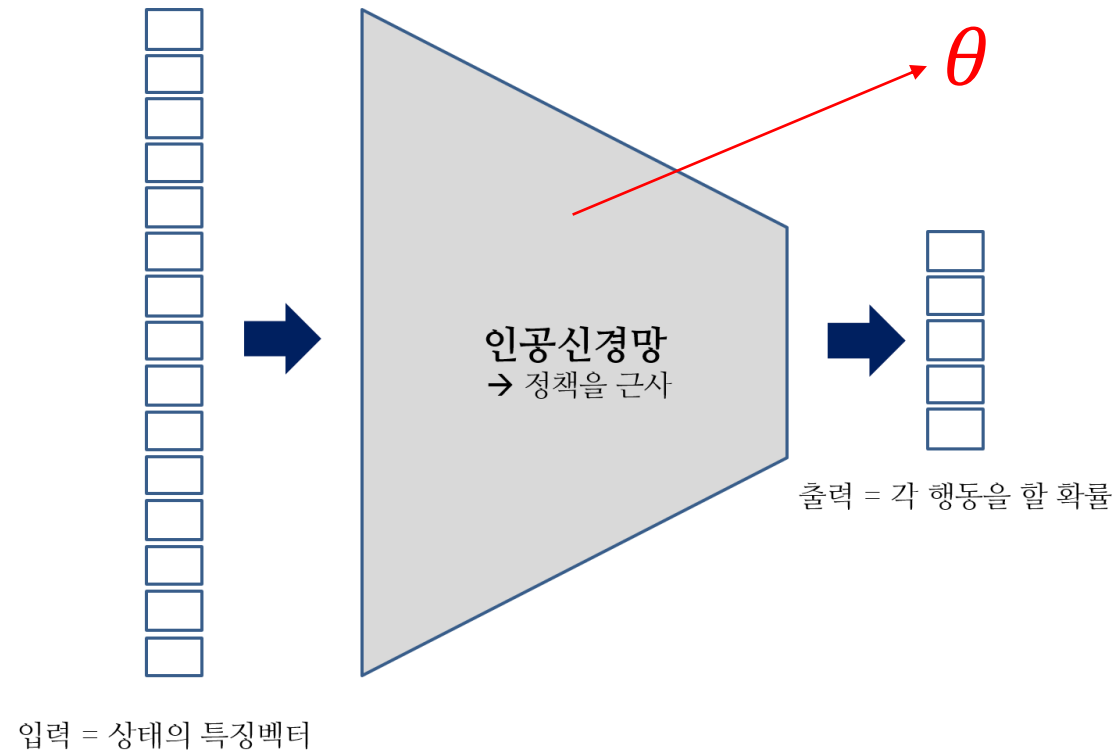 θ
인공신경망
→ 정책을 근사
출력 = 각 행동을 할 확률
입력 = 상태의 특징벡터